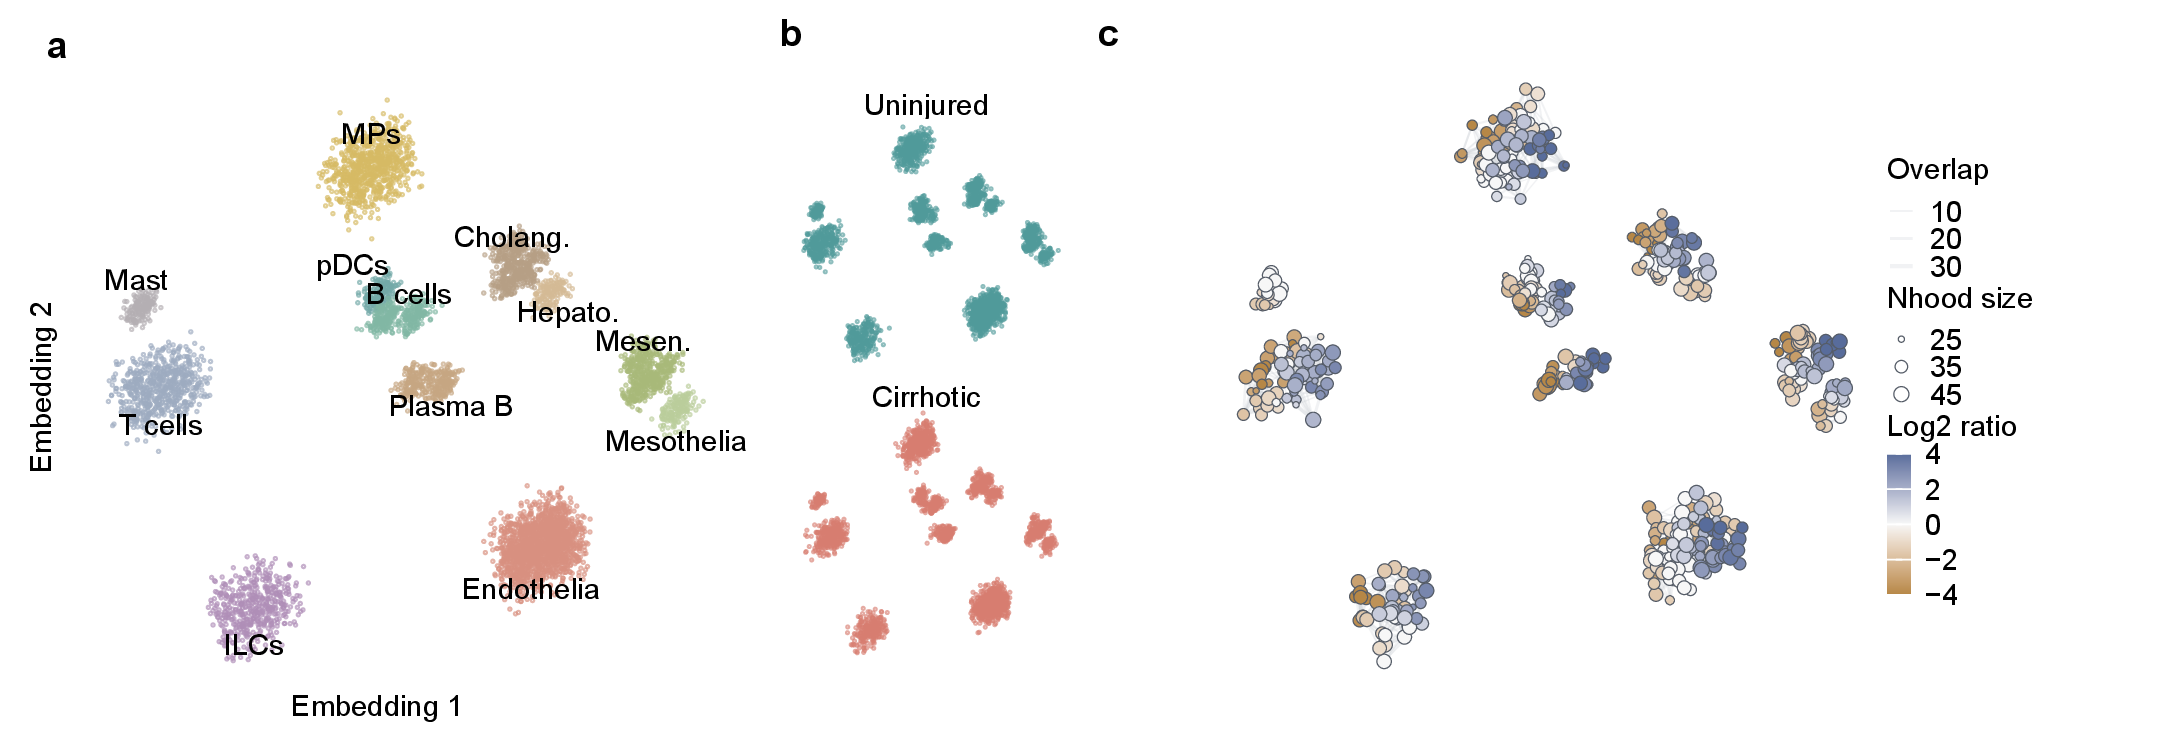 a
MPs
Cholang.
pDCs
B cells
Mast
Hepato.
Mesen.
Plasma B
T cells
Mesothelia
Endothelia
ILCs
Embedding 2
Embedding 1
b
Uninjured
Cirrhotic
c
Overlap
10
20
30
Nhood size
25
35
45
Log2 ratio
4
2
0
−2
−4